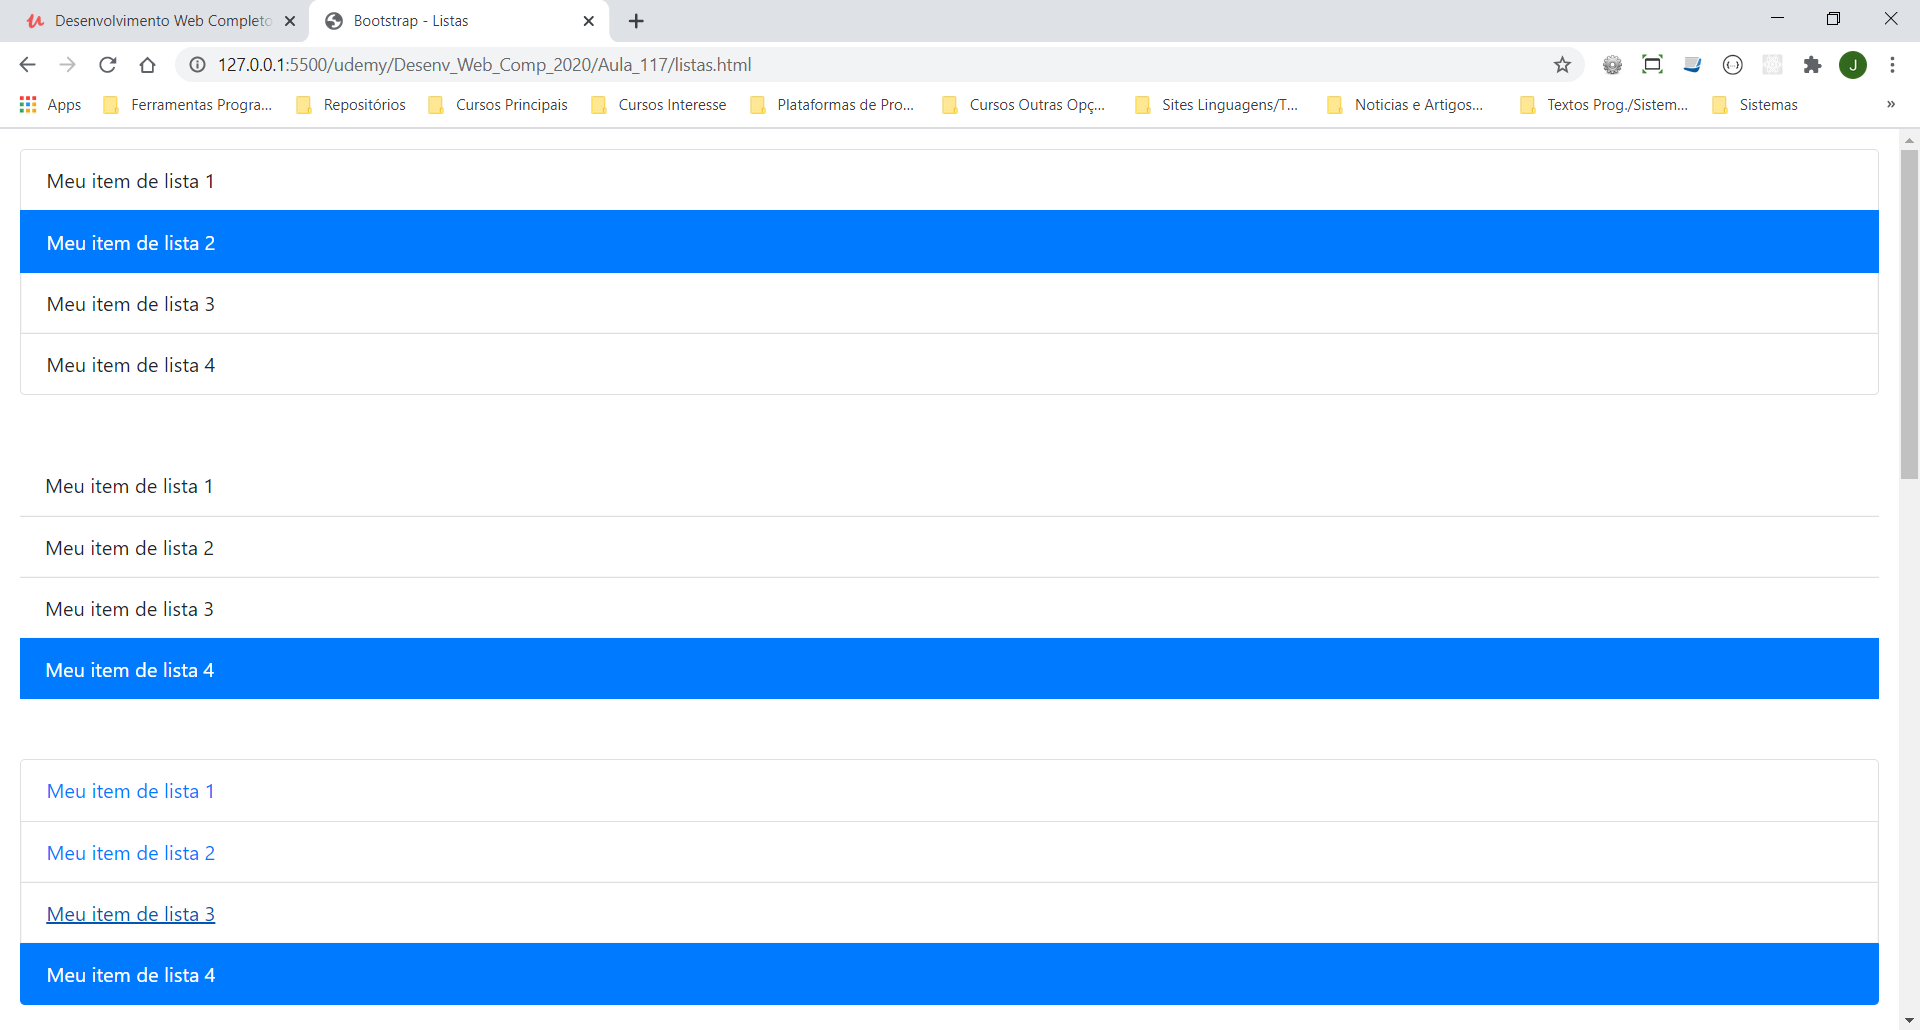 Desenvolvimento Web Completo
Bootstrap - Listas
127.0.0.1:5500/udemy/Desenv_Web_Comp_2020/Aula_117/listas.html
J
Apps
Ferramentas Progra...
Repositórios
Cursos Principais
Cursos Interesse
Plataformas de Pro...
Cursos Outras Opç...
Sites Linguagens/T...
Noticias e Artigos...
Textos Prog./Sistem...
Sistemas
»
Meu item de lista 1
Meu item de lista 2
Meu item de lista 3
Meu item de lista 4
Meu item de lista 1
Meu item de lista 2
Meu item de lista 3
Meu item de lista 4
Meu item de lista 1
Meu item de lista 2
Meu item de lista 3
Meu item de lista 4